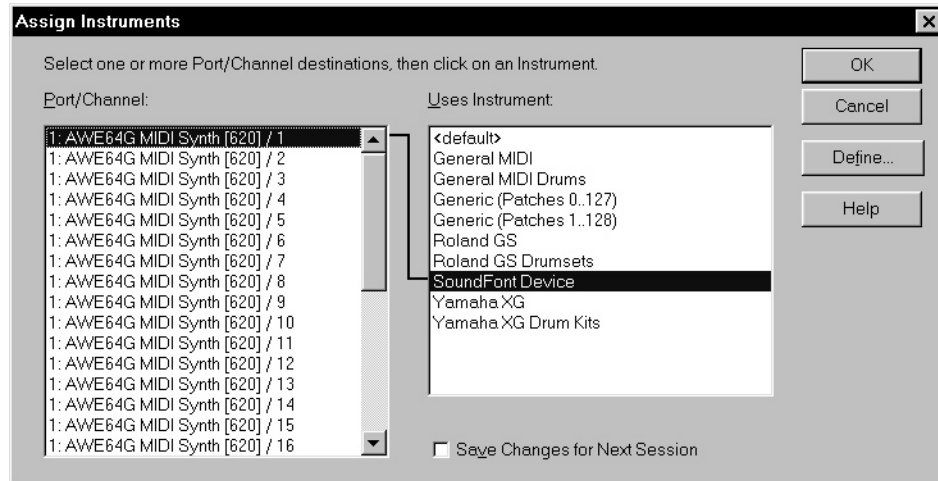 Assign Instruments
Select one or more Port/Channel destinations, then click on an Instrument.
Port/Channel:
1: AWE64G MIDI Synth [620] / 1
1: AWE64G MIDI Synth [620] / 2
1: AWE64G MIDI Synth [620] / 3
1: AWE64G MIDI Synth [620] / 4
1: AWE64G MIDI Synth [620] / 5
1: AWE64G MIDI Synth [620] / 6
1: AWE64G MIDI Synth [620] / 7
1: AWE64G MIDI Synth [620] / 8
1: AWE64G MIDI Synth [620] / 9
1: AWE64G MIDI Synth [620] / 10
1: AWE64G MIDI Synth [620] / 11
1: AWE64G MIDI Synth [620] / 12
1: AWE64G MIDI Synth [620] / 13
1: AWE64G MIDI Synth [620] / 14
1: AWE64G MIDI Synth [620] / 15
1: AWE64G MIDI Synth [620] / 16
Uses Instrument:
<default>
General MIDI
General MIDI Drums
Generic (Patches 0..127)
Generic (Patches 1..128)
Roland GS
Roland GS Drumsets
SoundFont Device
Yamaha XG
Yamaha XG Drum Kits
Save Changes for Next Session
OK
Cancel
Define...
Help